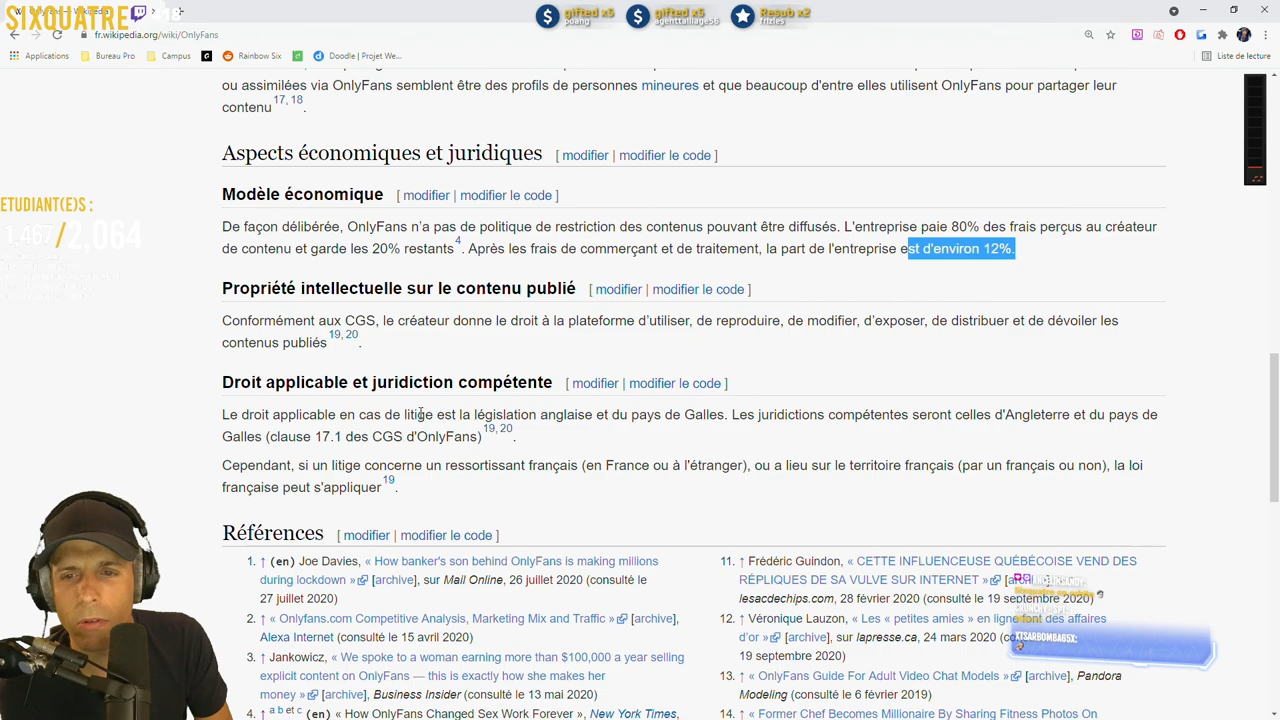 SIXQUATRE
+18
gifted x5
poang
gifted x5
agenttaillage56
Resub x2
frizies
fr.wikipedia.org/wiki/OnlyFans
Applications
Bureau Pro
Campus
Rainbow Six
Doodle | Projet We...
Liste de lecture
ou assimilées via OnlyFans semblent être des profils de personnes mineures et que beaucoup d'entre elles utilisent OnlyFans pour partager leur
contenu17, 18.
Aspects économiques et juridiques [ modifier | modifier le code ]
Modèle économique [ modifier | modifier le code ]
ETUDIANT(E)S :
1,467/2,064
De façon délibérée, OnlyFans n'a pas de politique de restriction des contenus pouvant être diffusés. L'entreprise paie 80% des frais perçus au créateur
de contenu et garde les 20% restants4. Après les frais de commerçant et de traitement, la part de l'entreprise est d'environ 12%.
Propriété intellectuelle sur le contenu publié [ modifier | modifier le code ]
Conformément aux CGS, le créateur donne le droit à la plateforme d'utiliser, de reproduire, de modifier, d'exposer, de distribuer et de dévoiler les
contenus publiés19, 20.
Droit applicable et juridiction compétente [ modifier | modifier le code ]
Le droit applicable en cas de litige est la législation anglaise et du pays de Galles. Les juridictions compétentes seront celles d'Angleterre et du pays de
Galles (clause 17.1 des CGS d'OnlyFans)19, 20.
Cependant, si un litige concerne un ressortissant français (en France ou à l'étranger), ou a lieu sur le territoire français (par un français ou non), la loi
française peut s'appliquer19.
Références [ modifier | modifier le code ]
1. ↑ (en) Joe Davies, « How banker's son behind OnlyFans is making millions
during lockdown » [archive], sur Mail Online, 26 juillet 2020 (consulté le
27 juillet 2020)
2. ↑ « Onlyfans.com Competitive Analysis, Marketing Mix and Traffic » [archive],
Alexa Internet (consulté le 15 avril 2020)
3. ↑ Jankowicz, « We spoke to a woman earning more than $100,000 a year selling
explicit content on OnlyFans — this is exactly how she makes her
money » [archive], Business Insider (consulté le 13 mai 2020)
4. ↑ a b et c (en) « How OnlyFans Changed Sex Work Forever », New York Times,
11. ↑ Frédéric Guindon, « CETTE INFLUENCEUSE QUÉBÉCOISE VEND DES
RÉPLIQUES DE SA VULVE SUR INTERNET »
lesacdechips.com, 28 février 2020 (consulté le 19 septembre 2020)
12. ↑ Véronique Lauzon, « Les « petites amies » en ligne font des affaires
d'or » [archive], sur lapresse.ca, 24 mars 2020
19 septembre 2020)
XTSARBOMBA65X:
13. ↑ « OnlyFans Guide For Adult Video Chat Models » [archive], Pandora
Modeling (consulté le 6 février 2019)
14. ↑ « Former Chef Becomes Millionaire By Sharing Fitness Photos On